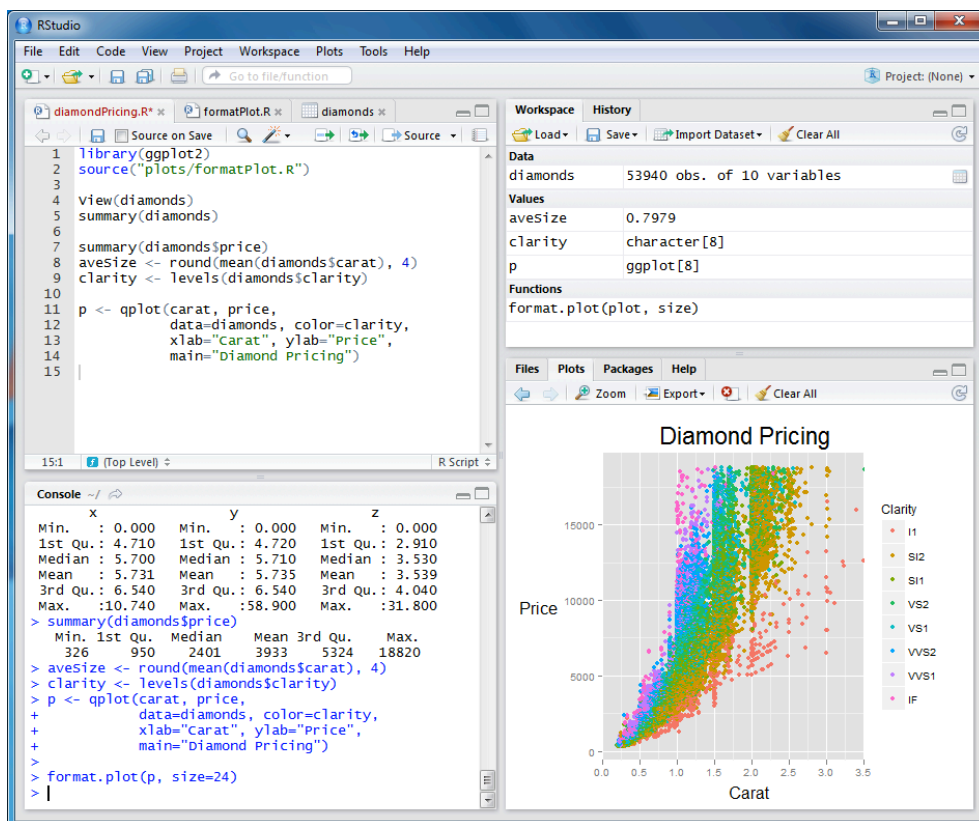 RStudio
File Edit Code View Project Workspace Plots Tools Help
Go to file/function
Project: (None)
diamondPricing.R* formatPlot.R diamonds
Source on Save Source
1 library(ggplot2)
2 source("plots/formatPlot.R")
3
4 View(diamonds)
5 summary(diamonds)
6
7 summary(diamonds$price)
8 aveSize <- round(mean(diamonds$carat), 4)
9 clarity <- levels(diamonds$clarity)
10
11 p <- qplot(carat, price,
12 data=diamonds, color=clarity,
13 xlab="Carat", ylab="Price",
14 main="Diamond Pricing")
15
15:1 (Top Level) R Script
Console ~/
x y z
Min. : 0.000 Min. : 0.000 Min. : 0.000
1st Qu.: 4.710 1st Qu.: 4.720 1st Qu.: 2.910
Median : 5.700 Median : 5.710 Median : 3.530
Mean : 5.731 Mean : 5.735 Mean : 3.539
3rd Qu.: 6.540 3rd Qu.: 6.540 3rd Qu.: 4.040
Max. :10.740 Max. :58.900 Max. :31.800
> summary(diamonds$price)
Min. 1st Qu. Median Mean 3rd Qu. Max.
326 950 2401 3933 5324 18820
> aveSize <- round(mean(diamonds$carat), 4)
> clarity <- levels(diamonds$clarity)
> p <- qplot(carat, price,
+ data=diamonds, color=clarity,
+ xlab="Carat", ylab="Price",
+ main="Diamond Pricing")
>
> format.plot(p, size=24)
>
Workspace History
Load Save Import Dataset Clear All
Data
diamonds 53940 obs. of 10 variables
Values
aveSize 0.7979
clarity character[8]
p ggplot[8]
Functions
format.plot(plot, size)
Files Plots Packages Help
Zoom Export Clear All
Diamond Pricing
Price
15000
10000
5000
0
0.0 0.5 1.0 1.5 2.0 2.5 3.0 3.5
Carat
Clarity
I1
SI2
SI1
VS2
VS1
VVS2
VVS1
IF